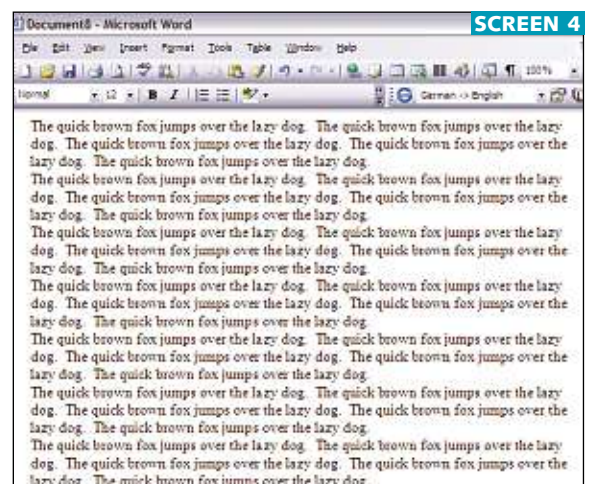 Document8 - Microsoft Word
SCREEN 4
File Edit View Insert Format Tools Table Window Help
100%
Normal 12 B I German -> English
The quick brown fox jumps over the lazy dog. The quick brown fox jumps over the lazy
dog. The quick brown fox jumps over the lazy dog. The quick brown fox jumps over the
lazy dog. The quick brown fox jumps over the lazy dog.
The quick brown fox jumps over the lazy dog. The quick brown fox jumps over the lazy
dog. The quick brown fox jumps over the lazy dog. The quick brown fox jumps over the
lazy dog. The quick brown fox jumps over the lazy dog.
The quick brown fox jumps over the lazy dog. The quick brown fox jumps over the lazy
dog. The quick brown fox jumps over the lazy dog. The quick brown fox jumps over the
lazy dog. The quick brown fox jumps over the lazy dog.
The quick brown fox jumps over the lazy dog. The quick brown fox jumps over the lazy
dog. The quick brown fox jumps over the lazy dog. The quick brown fox jumps over the
lazy dog. The quick brown fox jumps over the lazy dog.
The quick brown fox jumps over the lazy dog. The quick brown fox jumps over the lazy
dog. The quick brown fox jumps over the lazy dog. The quick brown fox jumps over the
lazy dog. The quick brown fox jumps over the lazy dog.
The quick brown fox jumps over the lazy dog. The quick brown fox jumps over the lazy
dog. The quick brown fox jumps over the lazy dog. The quick brown fox jumps over the
lazy dog. The quick brown fox jumps over the lazy dog.
The quick brown fox jumps over the lazy dog. The quick brown fox jumps over the lazy
dog. The quick brown fox jumps over the lazy dog. The quick brown fox jumps over the
lazy dog. The quick brown fox jumps over the lazy dog.